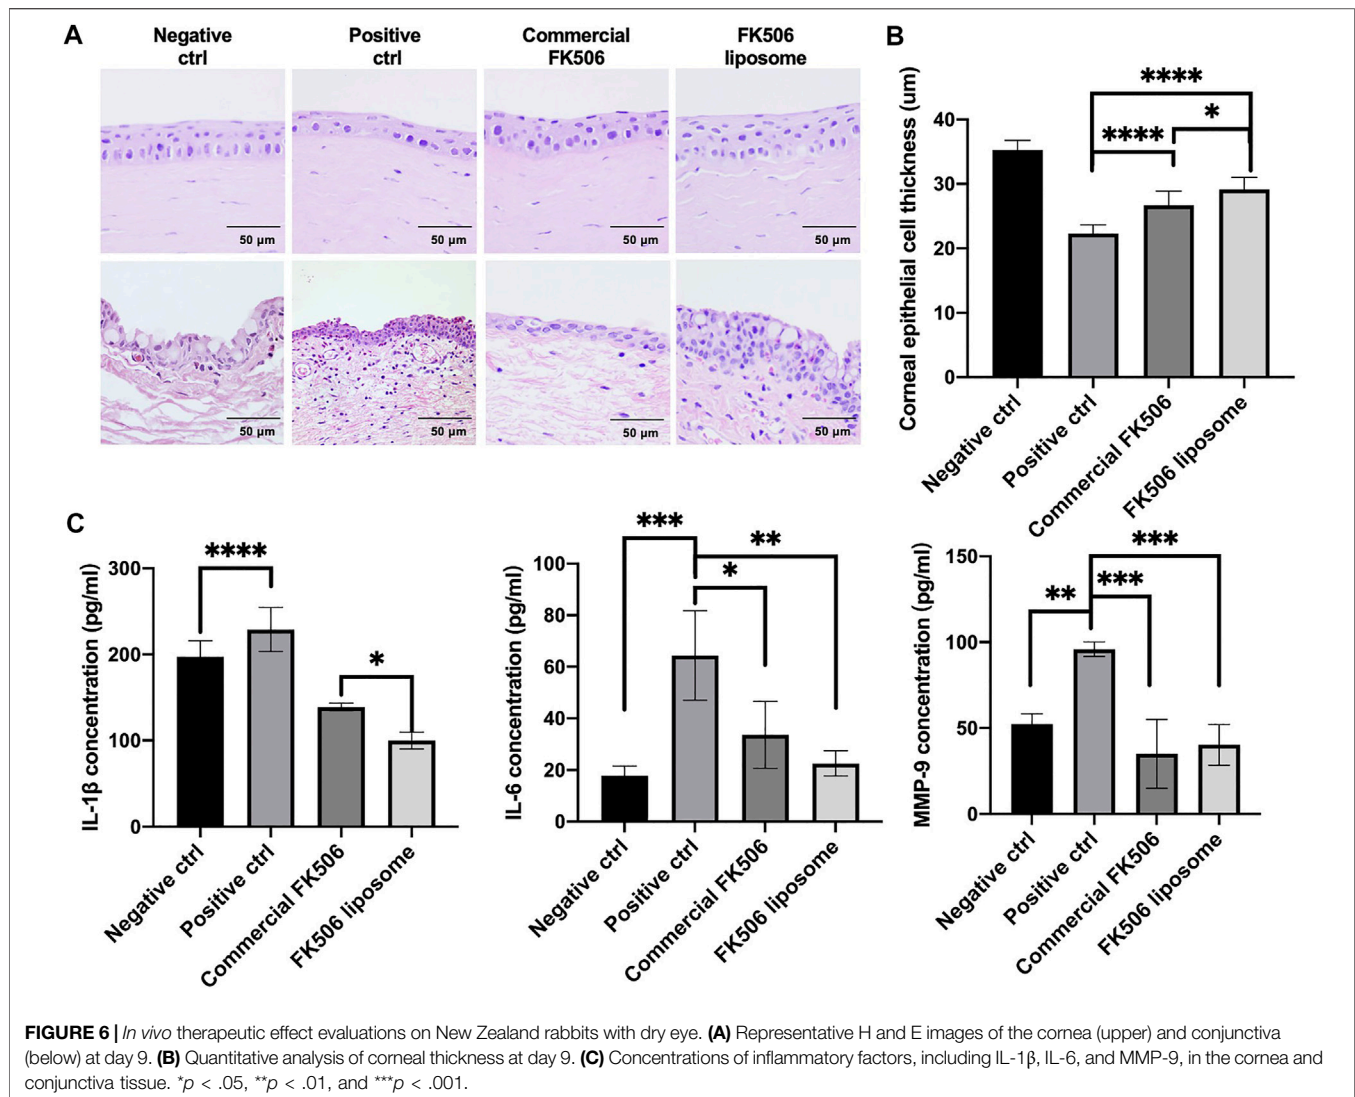 A
Negative ctrl
Positive ctrl
Commercial FK506
FK506 liposome
50 µm
50 µm
50 µm
50 µm
50 µm
50 µm
50 µm
50 µm
B
Corneal epithelial cell thickness (um)
40
30
20
10
0
****
****
*
Negative ctrl
Positive ctrl
Commercial FK506
FK506 liposome
C
IL-1β concentration (pg/ml)
300
200
100
0
****
*
Negative ctrl
Positive ctrl
Commercial FK506
FK506 liposome
IL-6 concentration (pg/ml)
100
80
60
40
20
0
***
**
*
Negative ctrl
Positive ctrl
Commercial FK506
FK506 liposome
MMP-9 concentration (pg/ml)
150
100
50
0
***
***
**
Negative ctrl
Positive ctrl
Commercial FK506
FK506 liposome
FIGURE 6 | In vivo therapeutic effect evaluations on New Zealand rabbits with dry eye. (A) Representative H and E images of the cornea (upper) and conjunctiva
(below) at day 9. (B) Quantitative analysis of corneal thickness at day 9. (C) Concentrations of inflammatory factors, including IL-1β, IL-6, and MMP-9, in the cornea and
conjunctiva tissue. *p < .05, **p < .01, and ***p < .001.